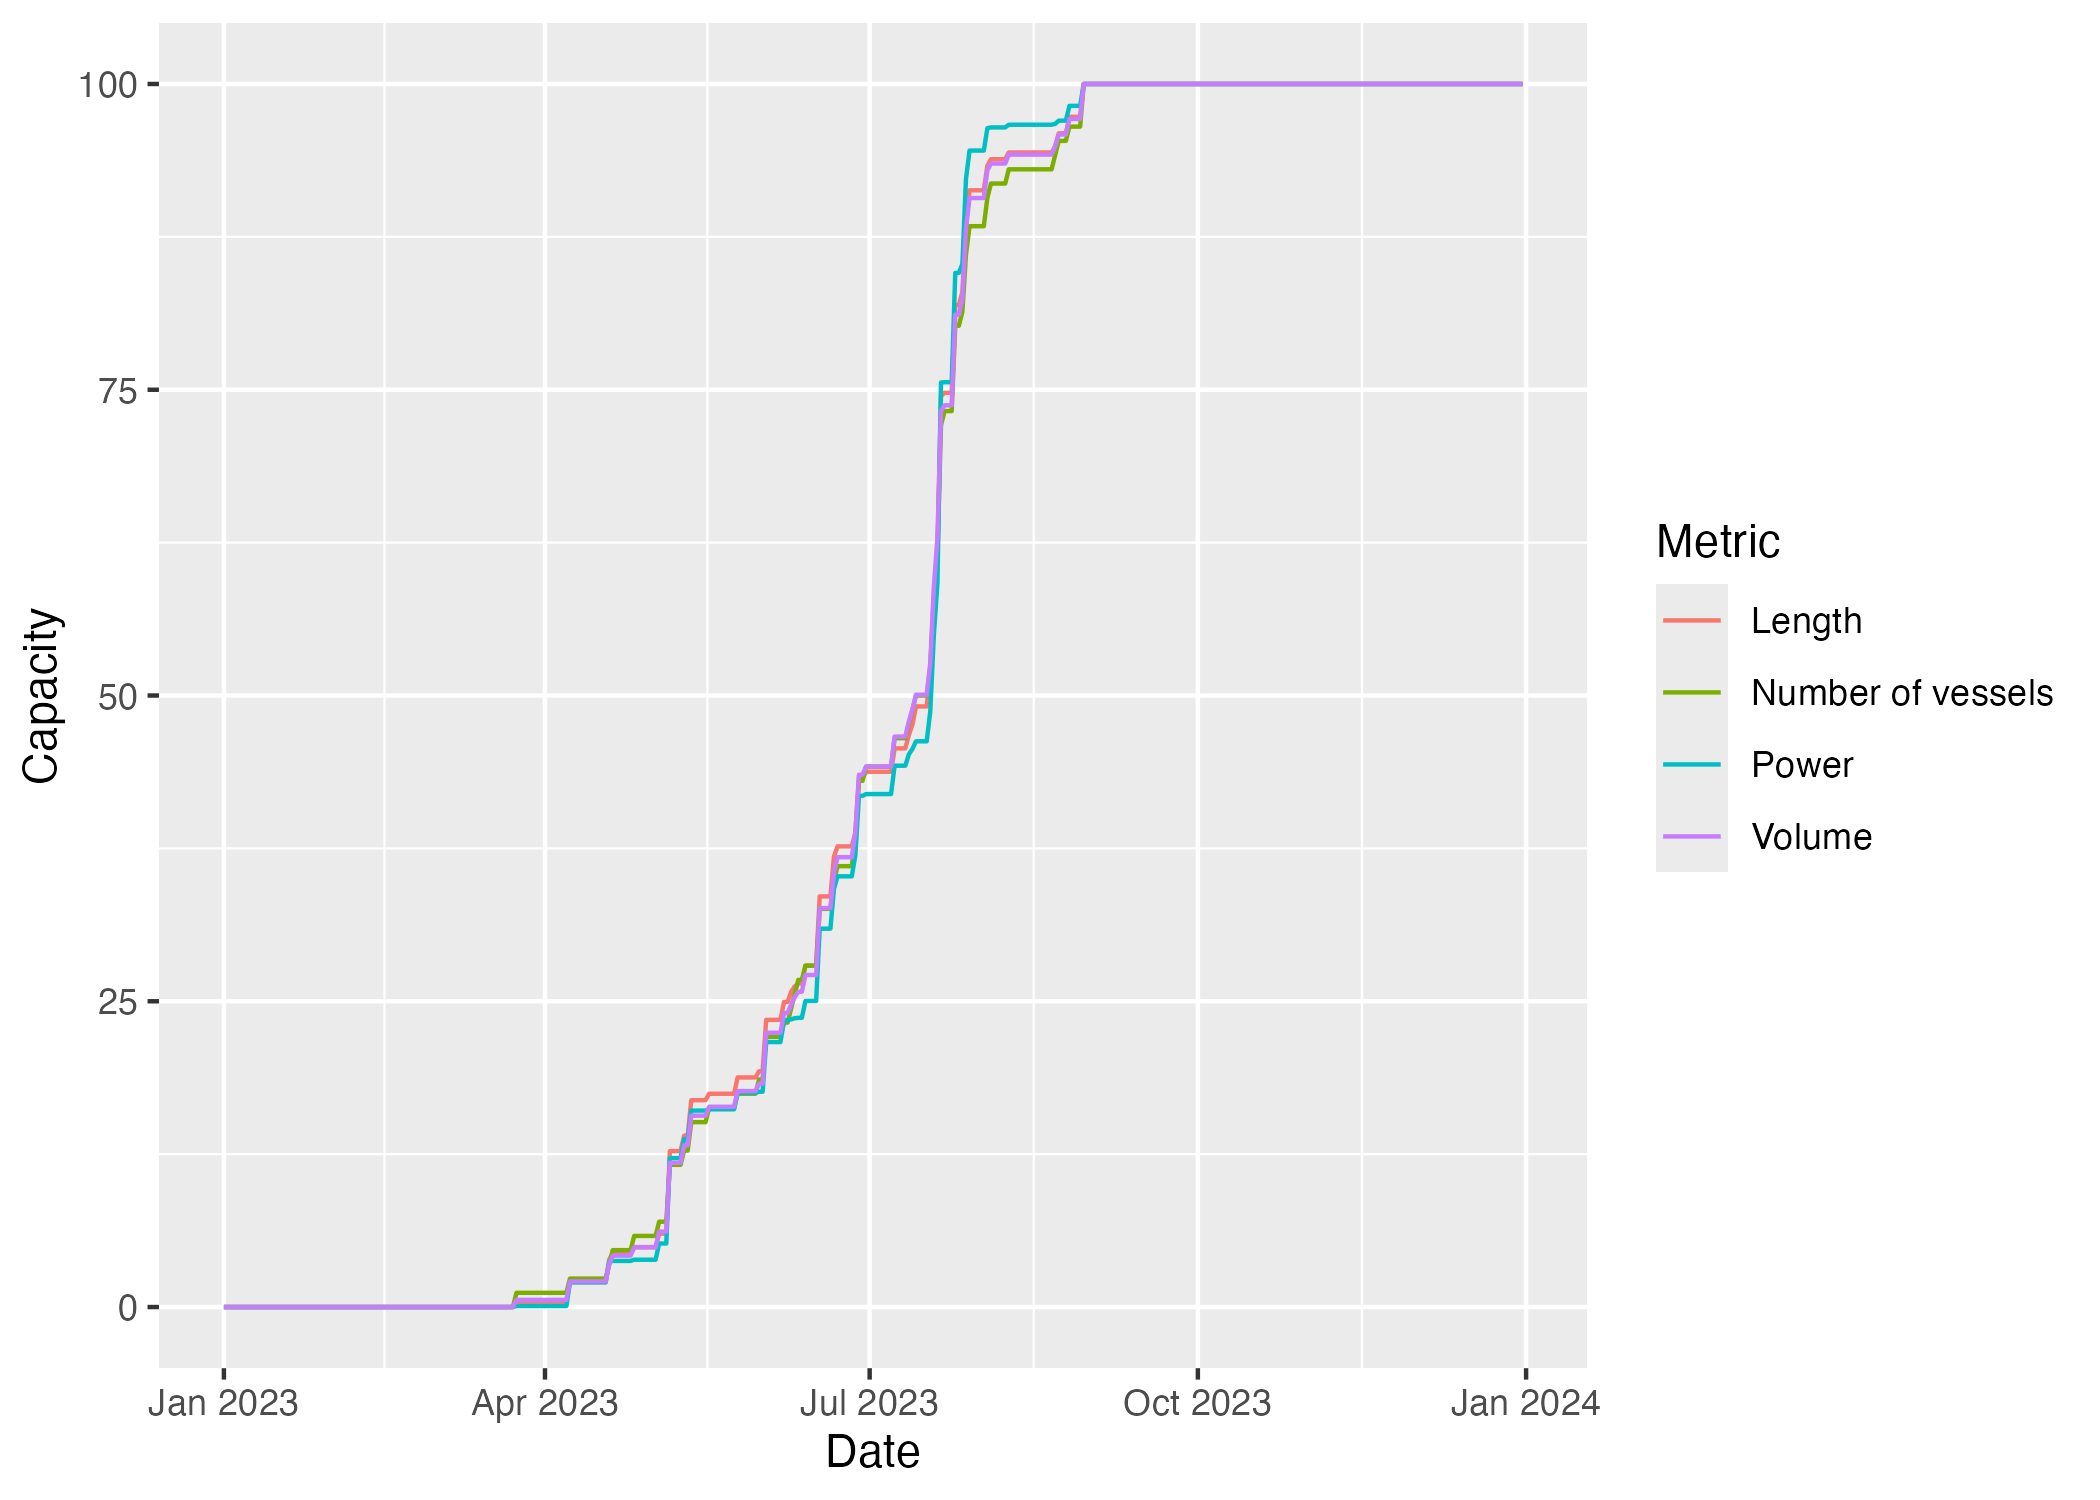 100
75
50
25
0
Capacity
Jan 2023 Apr 2023 Jul 2023 Oct 2023 Jan 2024
Date
Metric
Length
Number of vessels
Power
Volume